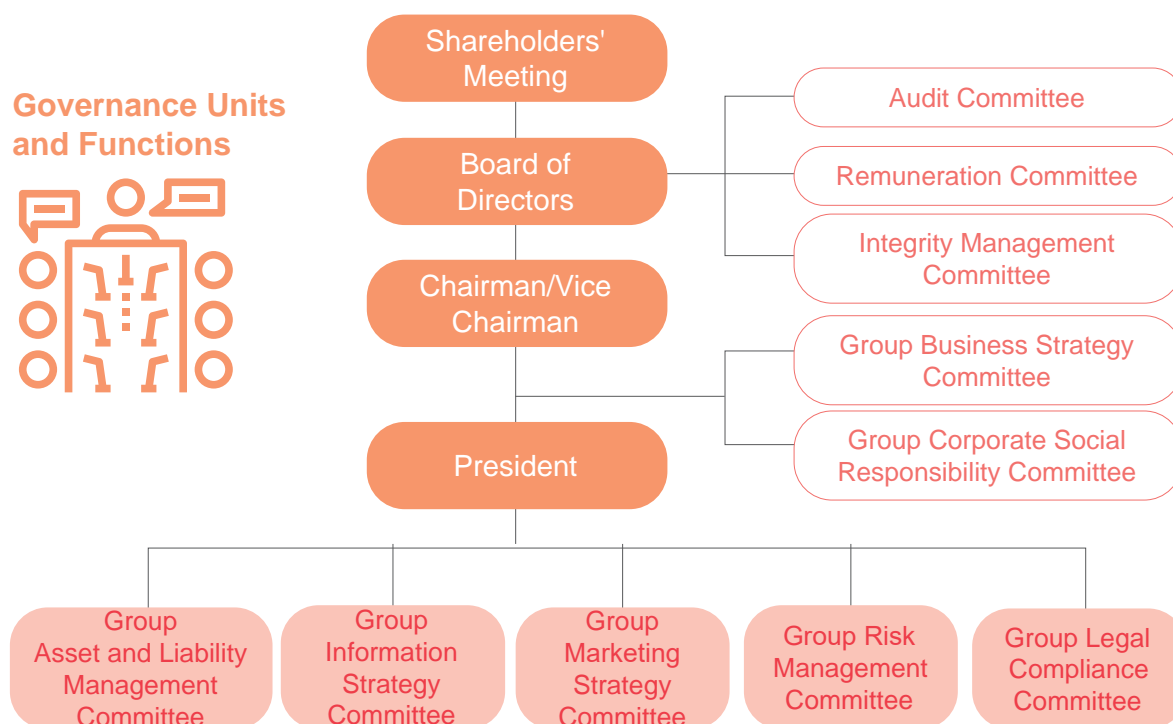 Governance Units
and Functions
Shareholders'
Meeting
Board of
Directors
Chairman/Vice
Chairman
President
Audit Committee
Remuneration Committee
Integrity Management
Committee
Group Business Strategy
Committee
Group Corporate Social
Responsibility Committee
Group
Asset and Liability
Management
Committee
Group
Information
Strategy
Committee
Group
Marketing
Strategy
Committee
Group Risk
Management
Committee
Group Legal
Compliance
Committee